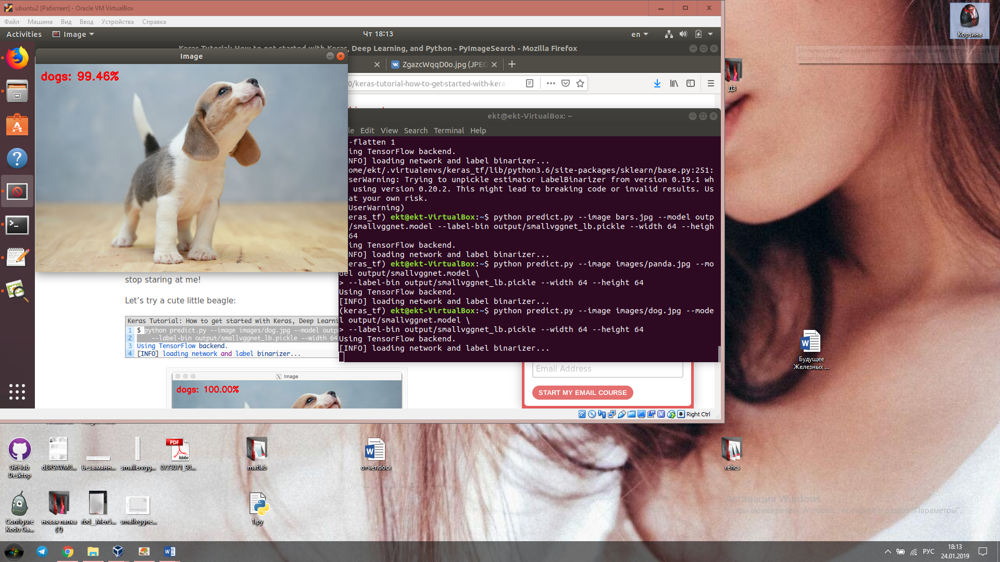 ubuntu2 [Работает] - Oracle VM VirtualBox
Файл Машина Вид Ввод Устройства Справка
Activities Image Чт 18:13 en
Keras Tutorial: How to get started with Keras, Deep Learning, and Python - PyImageSearch - Mozilla Firefox
Image
ZgazcWqqD0o.jpg (JPEG
0/keras-tutorial-how-to-get-started-with-kera
dogs: 99.46%
ekt@ekt-VirtualBox: ~
le Edit View Search Terminal Help
-flatten 1
ing TensorFlow backend.
NFO] loading network and label binarizer...
ome/ekt/.virtualenvs/keras_tf/lib/python3.6/site-packages/sklearn/base.py:251:
serWarning: Trying to unpickle estimator LabelBinarizer from version 0.19.1 wh
using version 0.20.2. This might lead to breaking code or invalid results. Us
at your own risk.
UserWarning)
eras_tf) ekt@ekt-VirtualBox:~$ python predict.py --image bars.jpg --model outp
/smallvggnet.model --label-bin output/smallvggnet_lb.pickle --width 64 --heigh
64
ing TensorFlow backend.
NFO] loading network and label binarizer...
eras_tf) ekt@ekt-VirtualBox:~$ python predict.py --image images/panda.jpg --mo
del output/smallvggnet.model \
> --label-bin output/smallvggnet_lb.pickle --width 64 --height 64
Using TensorFlow backend.
[INFO] loading network and label binarizer...
(keras_tf) ekt@ekt-VirtualBox:~$ python predict.py --image images/dog.jpg --mode
l output/smallvggnet.model \
> --label-bin output/smallvggnet_lb.pickle --width 64 --height 64
Using TensorFlow backend.
[INFO] loading network and label binarizer...
stop staring at me!
Let’s try a cute little beagle:
Keras Tutorial: How to get started with Keras, Deep Learni
1 $ python predict.py --image images/dog.jpg --model outp
2 --label-bin output/smallvggnet_lb.pickle --width 64
3 Using TensorFlow backend.
4 [INFO] loading network and label binarizer...
Image
dogs: 100.00%
Email Address
START MY EMAIL COURSE
Right Ctrl
Корзина
Используется для временного сохранения файлов и папок, которые
были удалены.
ДЗ
Будущее
Железных ...
GitHub
Desktop
dBR9AVM8...
Безымянн...
smallervgg...
PDF
Adobe
0773071_98...
matlab
отчет.docx
rehcs
Configure
Kodu Ga...
новая папка
(2)
rbd_Men5...
smallvggne...
1.py
Активация Windows
Чтобы активировать Windows, перейдите в раздел "Параметры".
РУС
18:13
24.01.2019